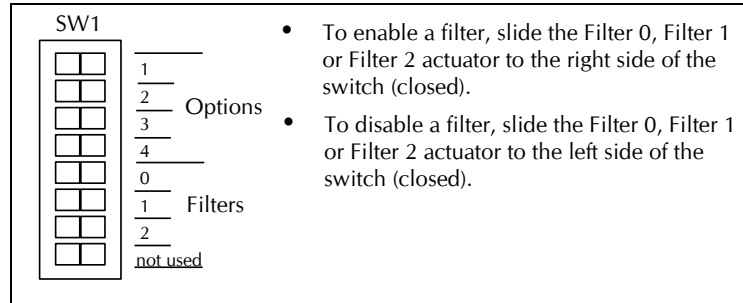 SW1
1
2
Options
3
4
0
1
Filters
2
not used
• To enable a filter, slide the Filter 0, Filter 1
or Filter 2 actuator to the right side of the
switch (closed).
• To disable a filter, slide the Filter 0, Filter 1
or Filter 2 actuator to the left side of the
switch (closed).